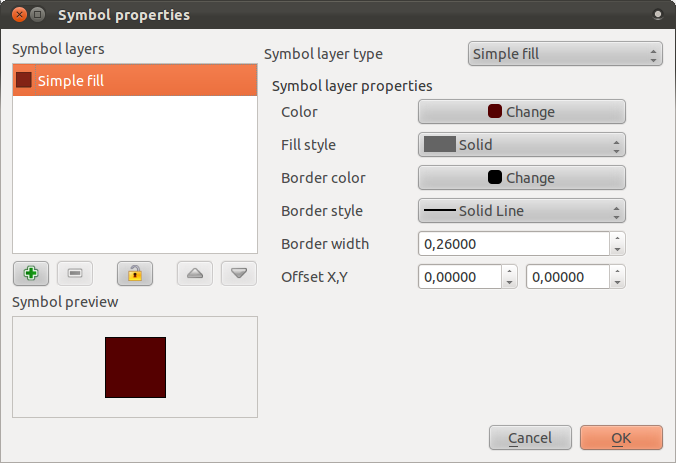 Symbol properties
Symbol layers
Simple fill
Symbol preview
Symbol layer type Simple fill
Symbol layer properties
Color Change
Fill style Solid
Border color Change
Border style Solid Line
Border width 0,26000
Offset X,Y 0,00000 0,00000
Cancel OK